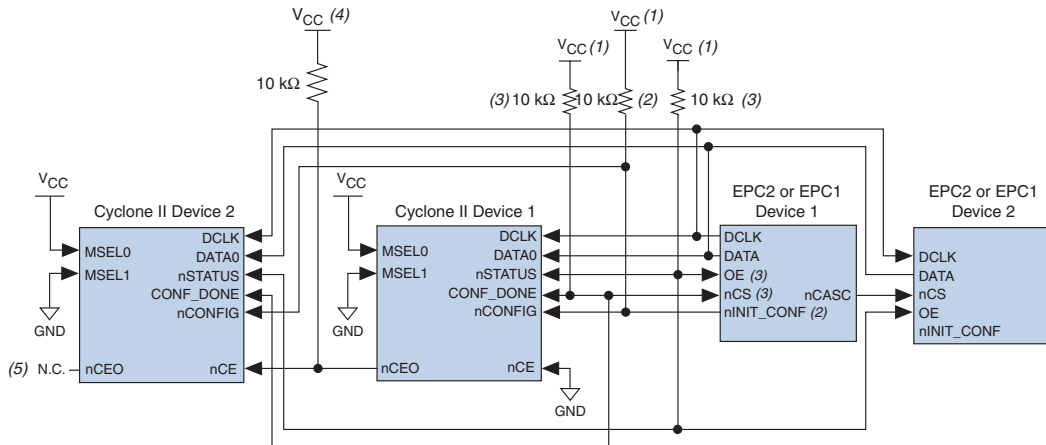 VCC (4)
VCC (1)
VCC (1)
VCC (1)
10 kΩ
(3) 10 kΩ
10 kΩ (2)
10 kΩ (3)
VCC
Cyclone II Device 2
MSEL0
MSEL1
GND
DCLK
DATA0
nSTATUS
CONF_DONE
nCONFIG
(5) N.C.
nCEO
nCE
VCC
Cyclone II Device 1
MSEL0
MSEL1
GND
DCLK
DATA0
nSTATUS
CONF_DONE
nCONFIG
nCEO
nCE
GND
EPC2 or EPC1
Device 1
DCLK
DATA
OE (3)
nCS (3)
nCASC
nINIT_CONF (2)
EPC2 or EPC1
Device 2
DCLK
DATA
nCS
OE
nINIT_CONF